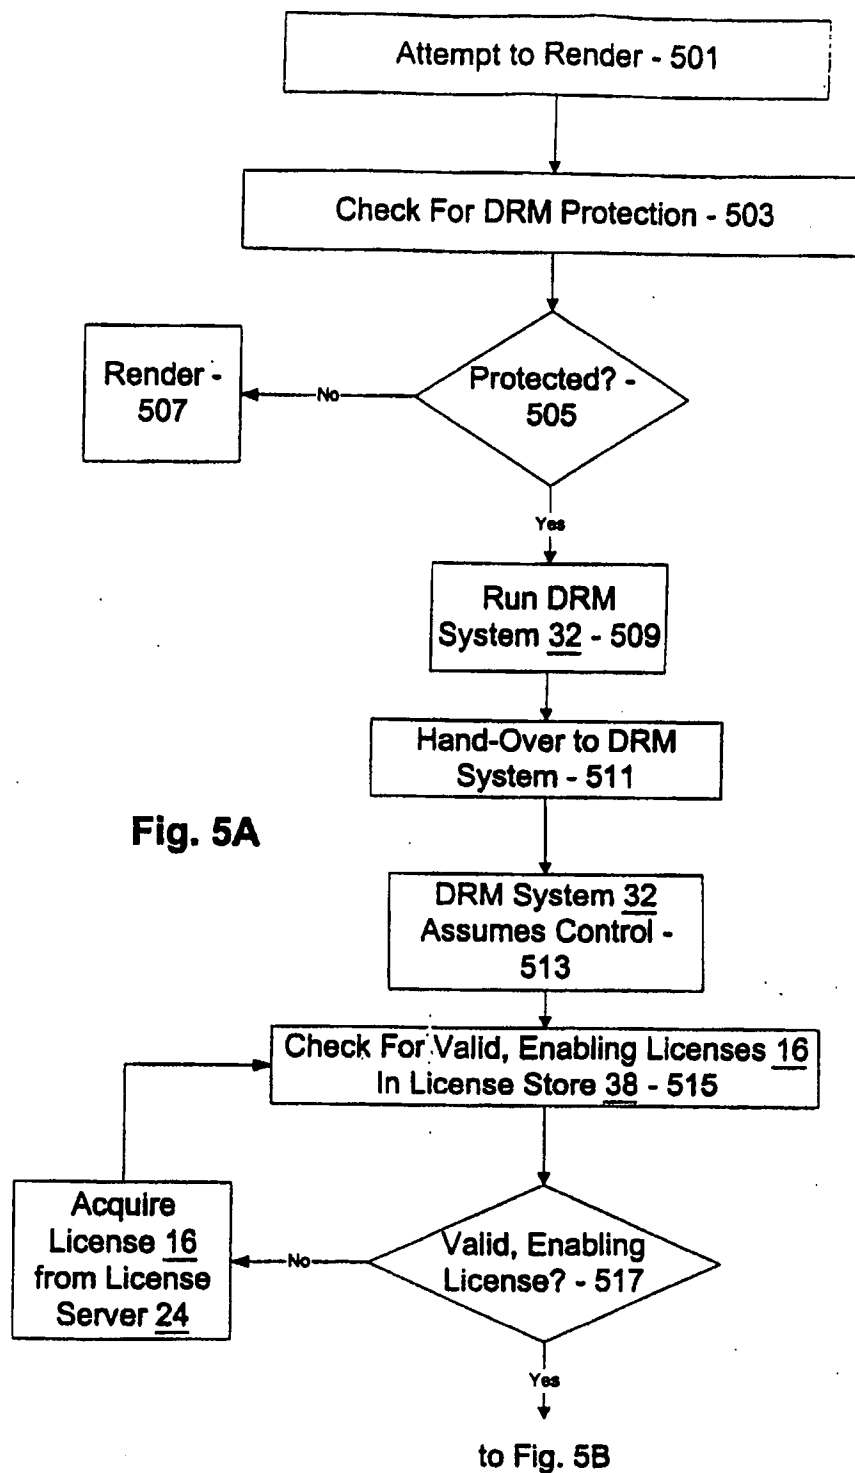 Attempt to Render - 501
Check For DRM Protection - 503
Protected? -
505
No
Render -
507
Yes
Run DRM
System 32 - 509
Hand-Over to DRM
System - 511
Fig. 5A
DRM System 32
Assumes Control -
513
Check For Valid, Enabling Licenses 16
In License Store 38 - 515
Valid, Enabling
License? - 517
No
Acquire
License 16
from License
Server 24
Yes
to Fig. 5B